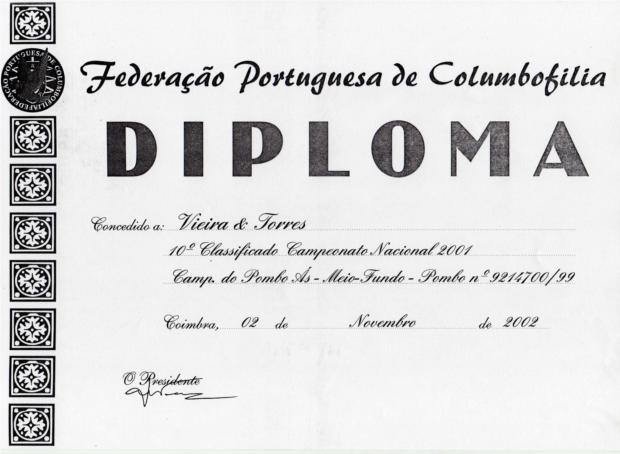 Federação Portuguesa de Columbofilia
DIPLOMA
Concedido a: Vieira & Torres
10º Classificado Campeonato Nacional 2001
Camp. do Pombo Ás - Meio-Fundo - Pombo nº 9214700/99
Coimbra, 02 de Novembro de 2002
O Presidente